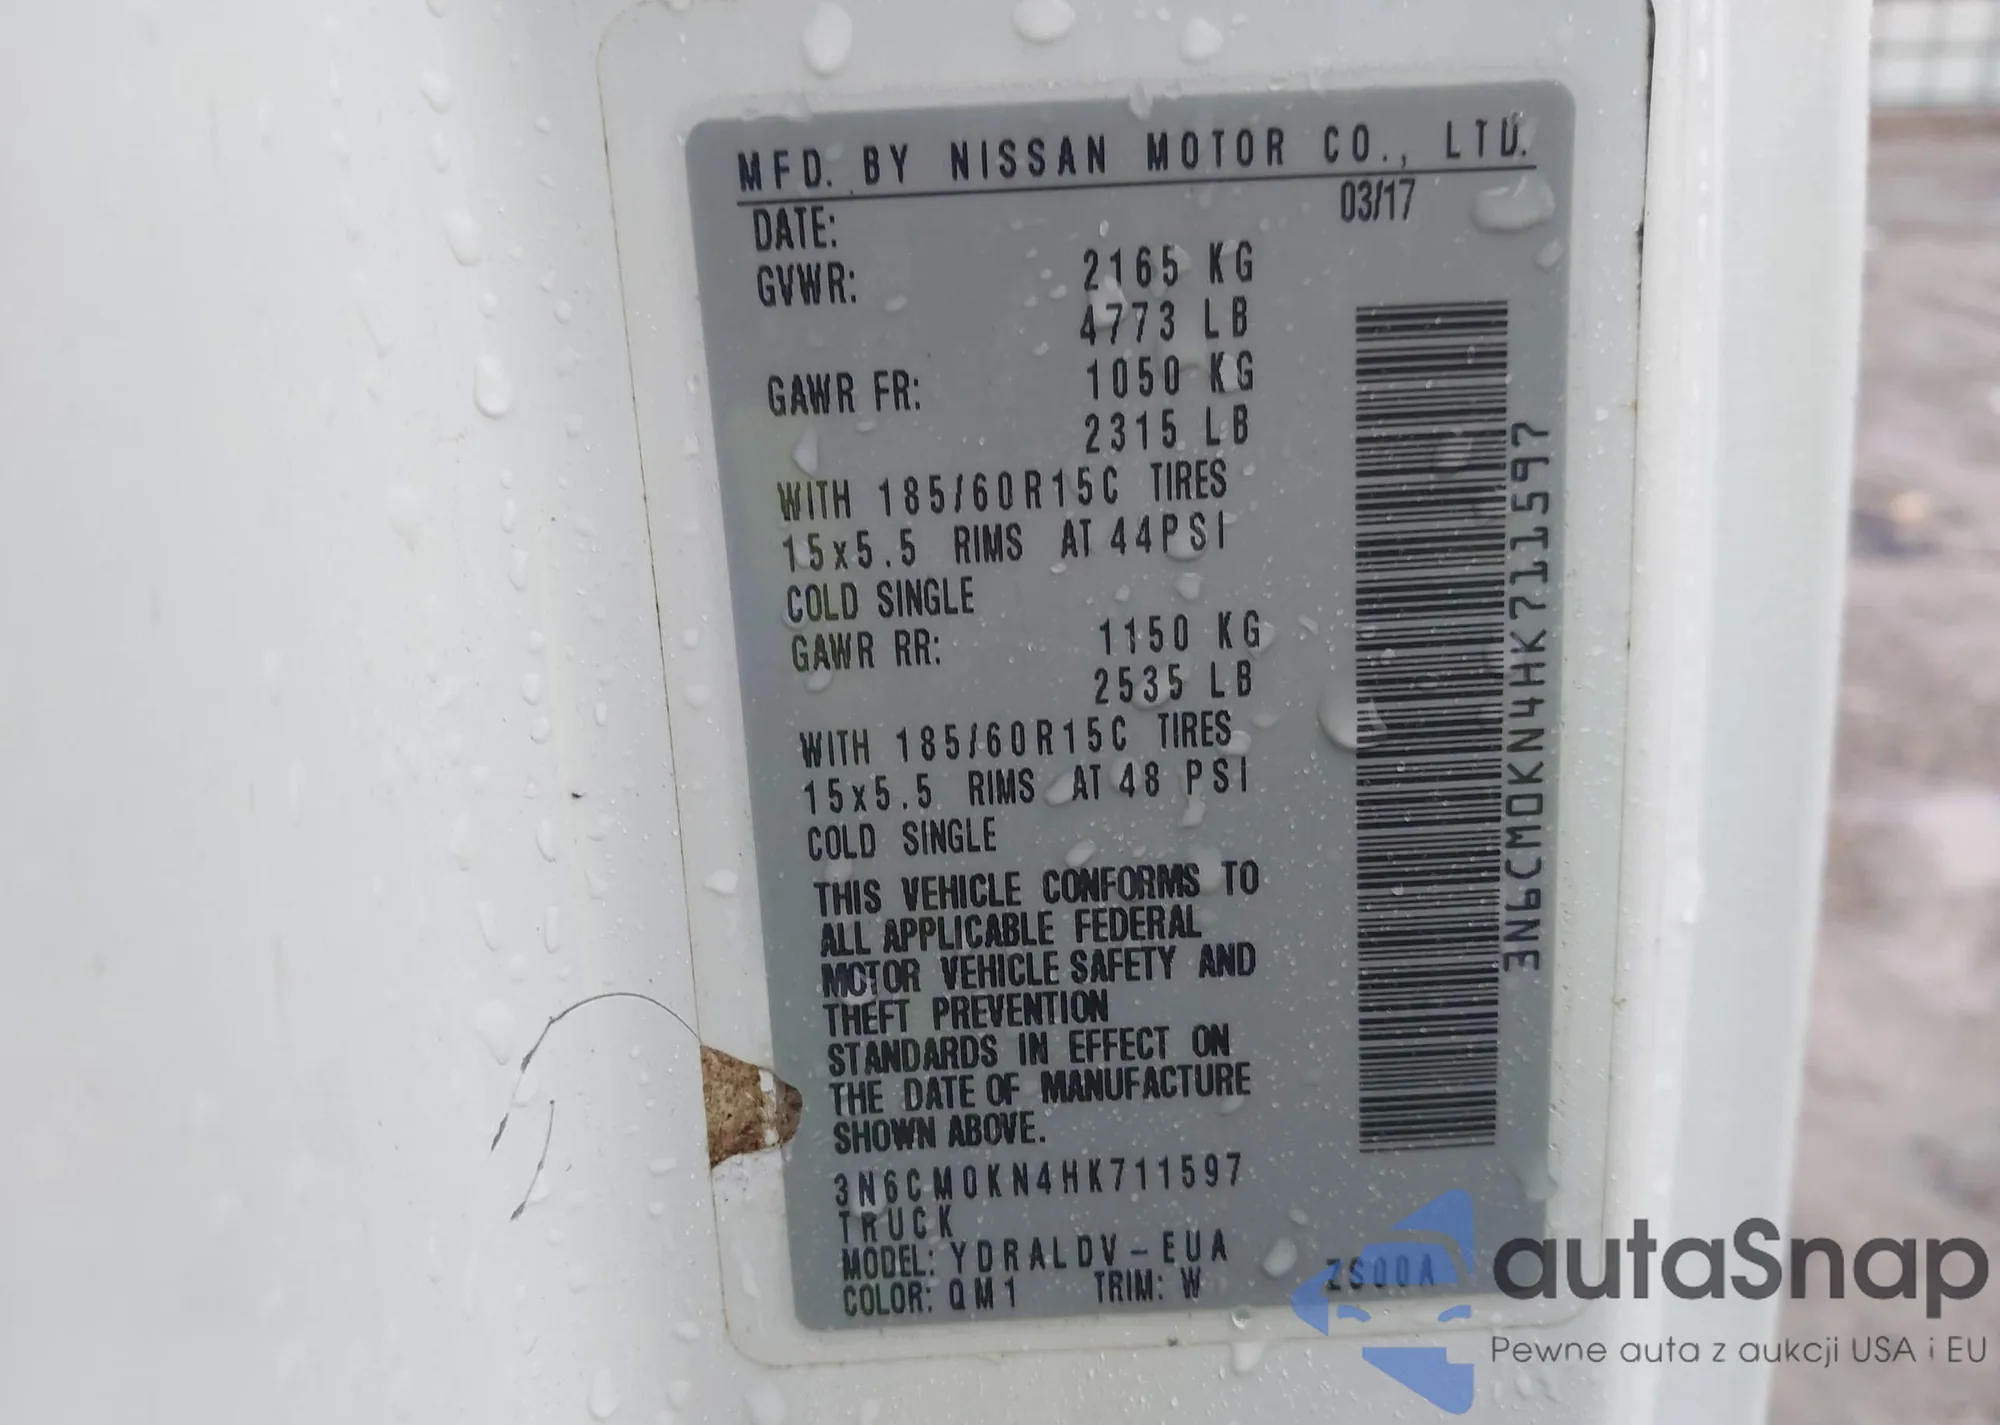 MFD. BY NISSAN MOTOR CO., LTD.
DATE: 03/17
GVWR: 2165 KG
4773 LB
GAWR FR: 1050 KG
2315 LB
WITH 185/60R15C TIRES
15x5.5 RIMS AT 44PSI
COLD SINGLE
GAWR RR: 1150 KG
2535 LB
WITH 185/60R15C TIRES
15x5.5 RIMS AT 48 PSI
COLD SINGLE
THIS VEHICLE CONFORMS TO
ALL APPLICABLE FEDERAL
MOTOR VEHICLE SAFETY AND
THEFT PREVENTION
STANDARDS IN EFFECT ON
THE DATE OF MANUFACTURE
SHOWN ABOVE.
3N6CM0KN4HK711597
TRUCK
MODEL: YDRALDV-EUA
COLOR: QM1 TRIM: W ZS00A
3N6CM0KN4HK711597
autaSnap
Pewne auta z aukcji USA i EU